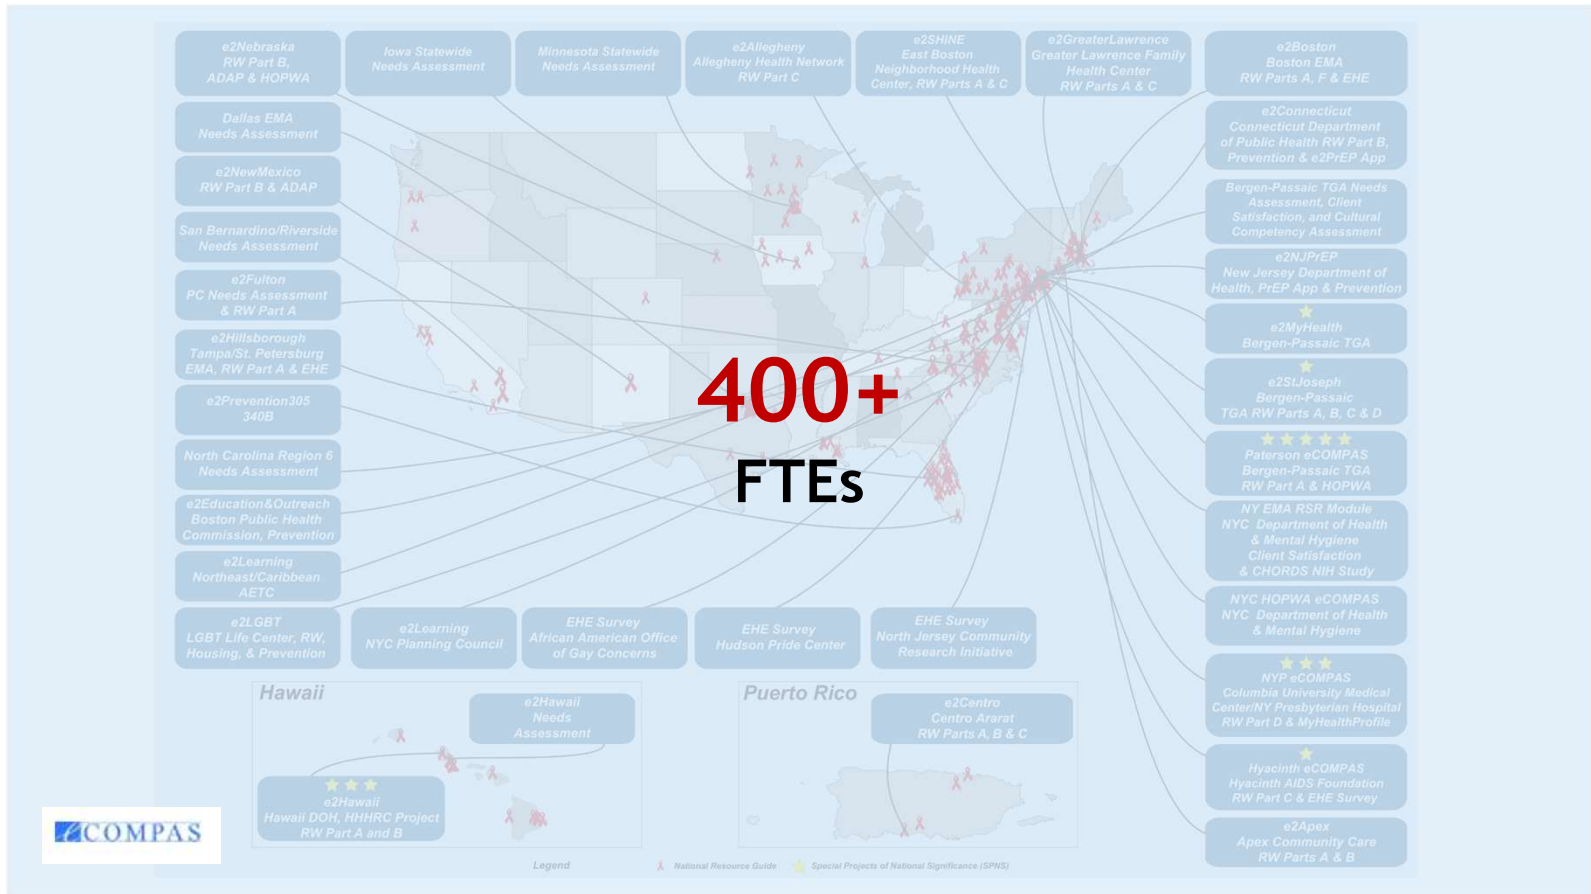 e2Nebraska
RW Part B,
ADAP & HOPWA
Iowa Statewide
Needs Assessment
Minnesota Statewide
Needs Assessment
e2Allegheny
Allegheny Health Network
RW Part C
e2SHINE
East Boston
Neighborhood Health
Center, RW Parts A & C
e2GreaterLawrence
Greater Lawrence Family
Health Center
RW Parts A & C
e2Boston
Boston EMA
RW Parts A, F & EHE
Dallas EMA
Needs Assessment
e2NewMexico
RW Part B & ADAP
San Bernardino/Riverside
Needs Assessment
e2Fulton
PC Needs Assessment
& RW Part A
e2Hillsborough
Tampa/St. Petersburg
EMA, RW Part A & EHE
e2Prevention305
340B
North Carolina Region 6
Needs Assessment
e2Education&Outreach
Boston Public Health
Commission, Prevention
e2Learning
Northeast/Caribbean
AETC
e2LGBT
LGBT Life Center, RW,
Housing, & Prevention
e2Learning
NYC Planning Council
EHE Survey
African American Office
of Gay Concerns
EHE Survey
Hudson Pride Center
EHE Survey
North Jersey Community
Research Initiative
400+
FTEs
e2Connecticut
Connecticut Department
of Public Health RW Part B,
Prevention & e2PrEP App
Bergen-Passaic TGA Needs
Assessment, Client
Satisfaction, and Cultural
Competency Assessment
e2NJPrEP
New Jersey Department of
Health, PrEP App & Prevention
e2MyHealth
Bergen-Passaic TGA
e2StJoseph
Bergen-Passaic
TGA RW Parts A, B, C & D
Paterson eCOMPAS
Bergen-Passaic TGA
RW Part A & HOPWA
NY EMA RSR Module
NYC Department of Health
& Mental Hygiene
Client Satisfaction
& CHORDS NIH Study
NYC HOPWA eCOMPAS
NYC Department of Health
& Mental Hygiene
NYP eCOMPAS
Columbia University Medical
Center/NY Presbyterian Hospital
RW Part D & MyHealthProfile
Hyacinth eCOMPAS
Hyacinth AIDS Foundation
RW Part C & EHE Survey
e2Apex
Apex Community Care
RW Parts A & B
Hawaii
e2Hawaii
Needs
Assessment
e2Hawaii
Hawaii DOH, HHHRC Project
RW Part A and B
Puerto Rico
e2Centro
Centro Ararat
RW Parts A, B & C
eCOMPAS
Legend
National Resource Guide
Special Projects of National Significance (SPNS)